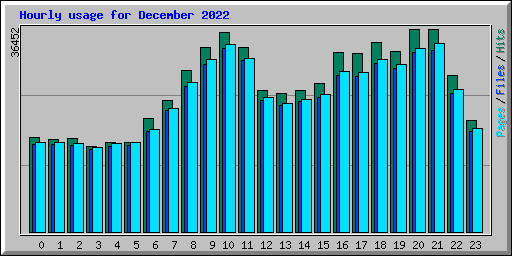 Hourly usage for December 2022
36452
Pages/Files/Hits
0 1 2 3 4 5 6 7 8 9 10 11 12 13 14 15 16 17 18 19 20 21 22 23